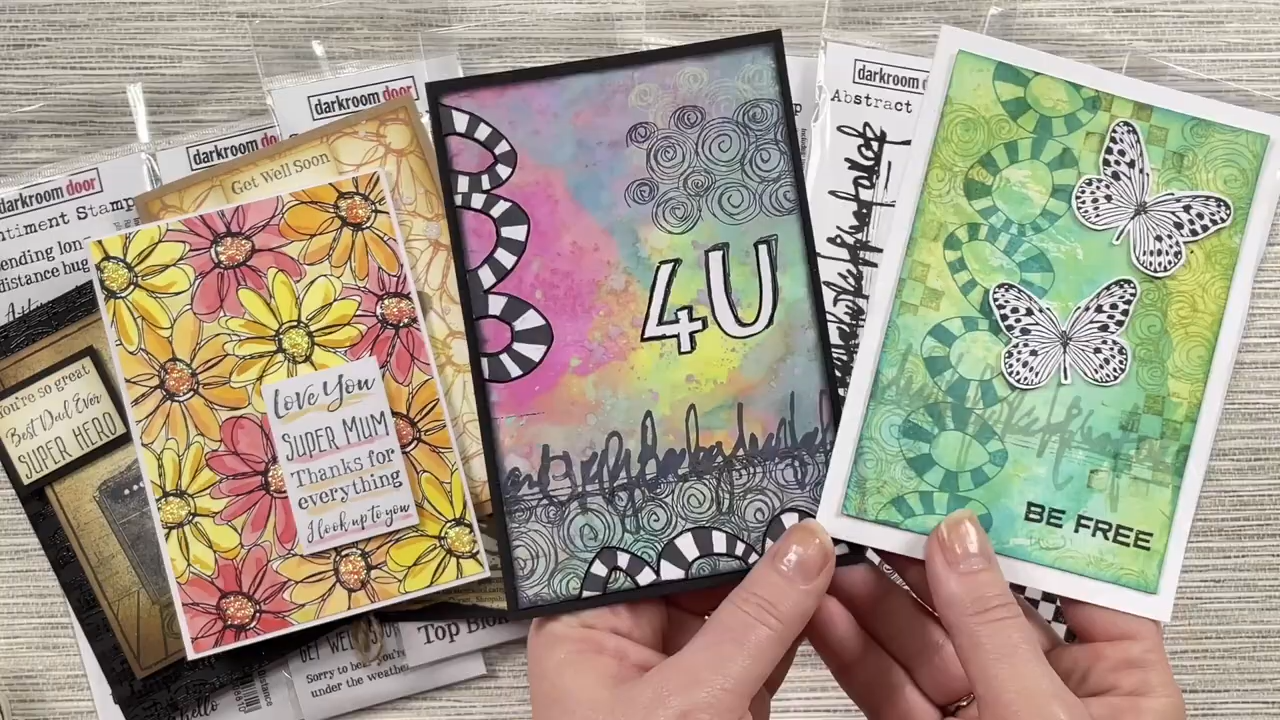 darkroom door
ntiment Stamp
ending lon
distance hug
darkroom door
darkroom door
Get Well Soon
You're so great
Best Dad Ever
SUPER HERO
Love You
SUPER MUM
Thanks for
everything
I look up to you
4U
darkroom do
Abstract
BE FREE
GET WELL SOON
Sorry to hear you're
under the weather
Top
hello